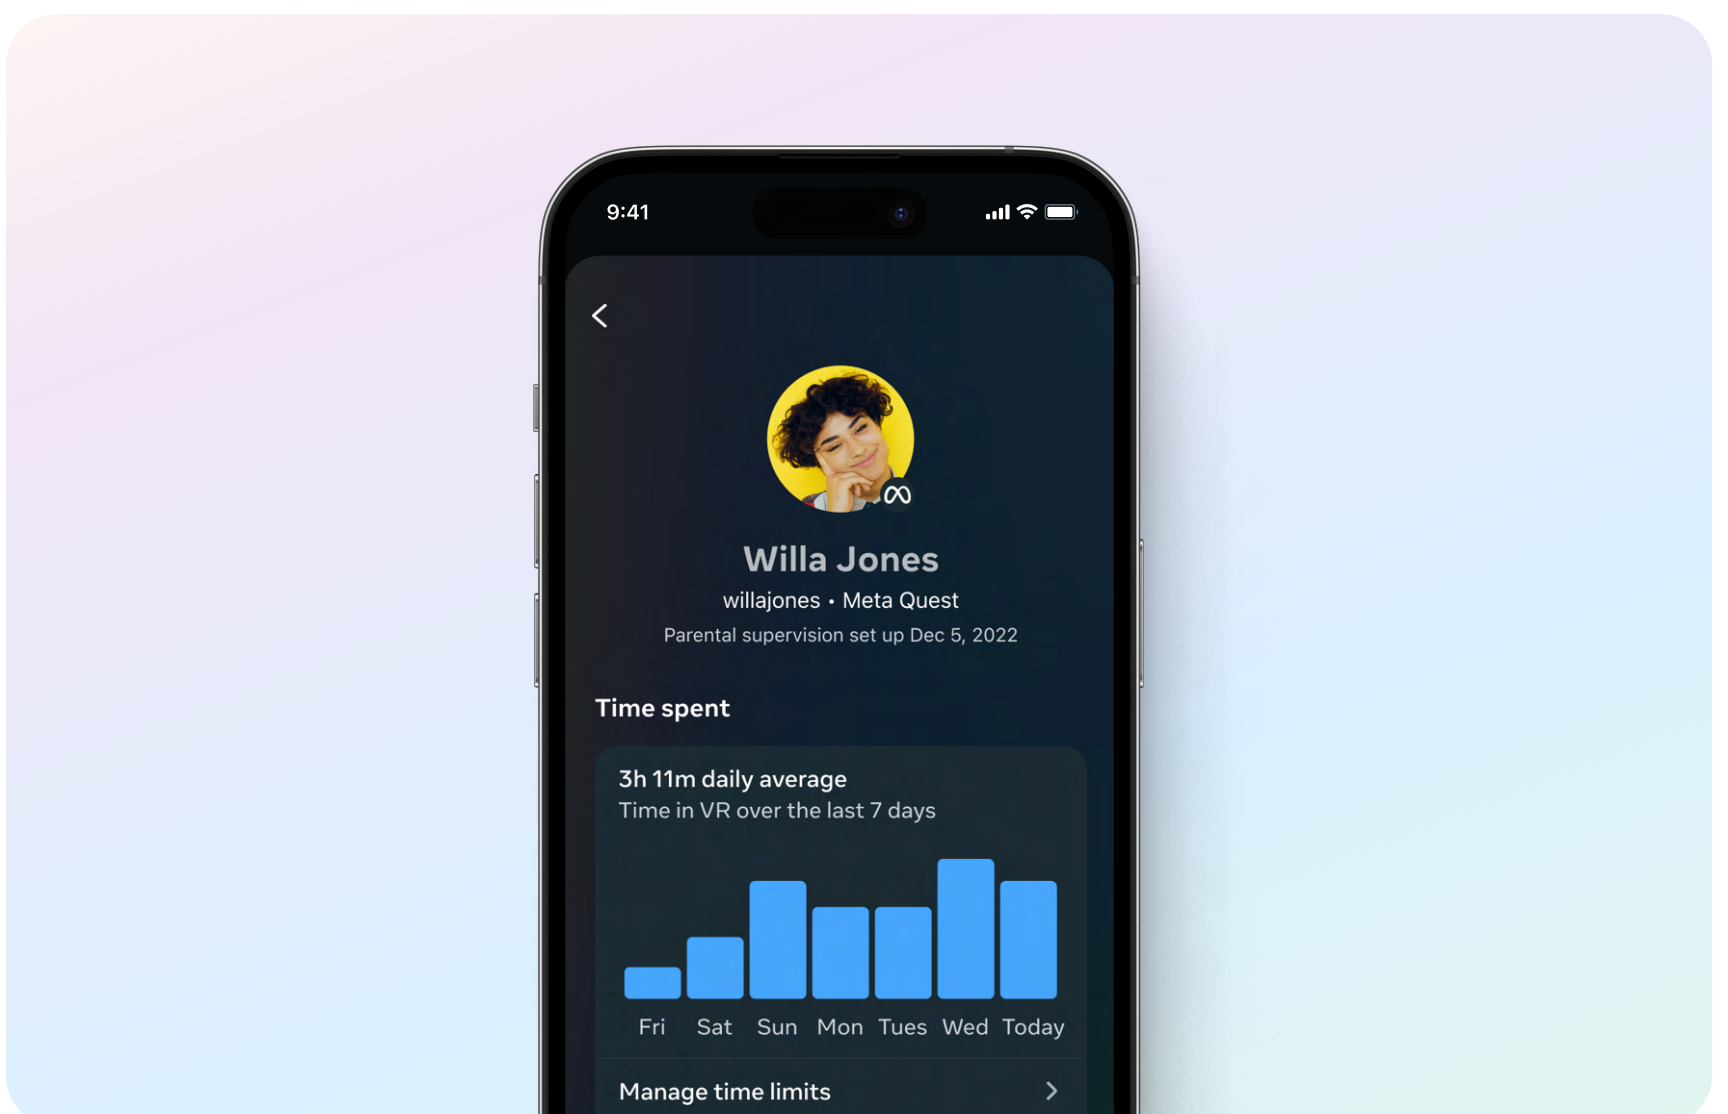 9:41
Willa Jones
willajones • Meta Quest
Parental supervision set up Dec 5, 2022
Time spent
3h 11m daily average
Time in VR over the last 7 days
Fri Sat Sun Mon Tues Wed Today
Manage time limits